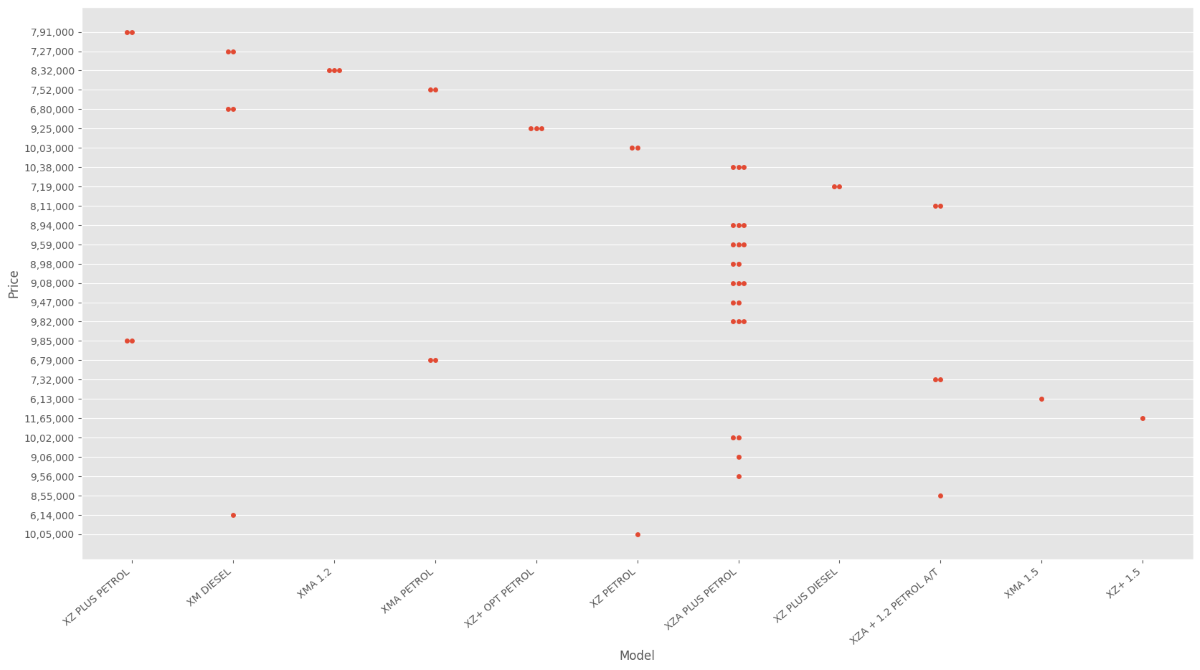 7,91,000
7,27,000
8,32,000
7,52,000
6,80,000
9,25,000
10,03,000
10,38,000
7,19,000
8,11,000
8,94,000
9,59,000
8,98,000
9,08,000
9,47,000
9,82,000
9,85,000
6,79,000
7,32,000
6,13,000
11,65,000
10,02,000
9,06,000
9,56,000
8,55,000
6,14,000
10,05,000
Price
XZ PLUS PETROL
XM DIESEL
XMA 1.2
XMA PETROL
XZ+ OPT PETROL
XZ PETROL
XZA PLUS PETROL
XZ PLUS DIESEL
XZA + 1.2 PETROL A/T
XMA 1.5
XZ+ 1.5
Model